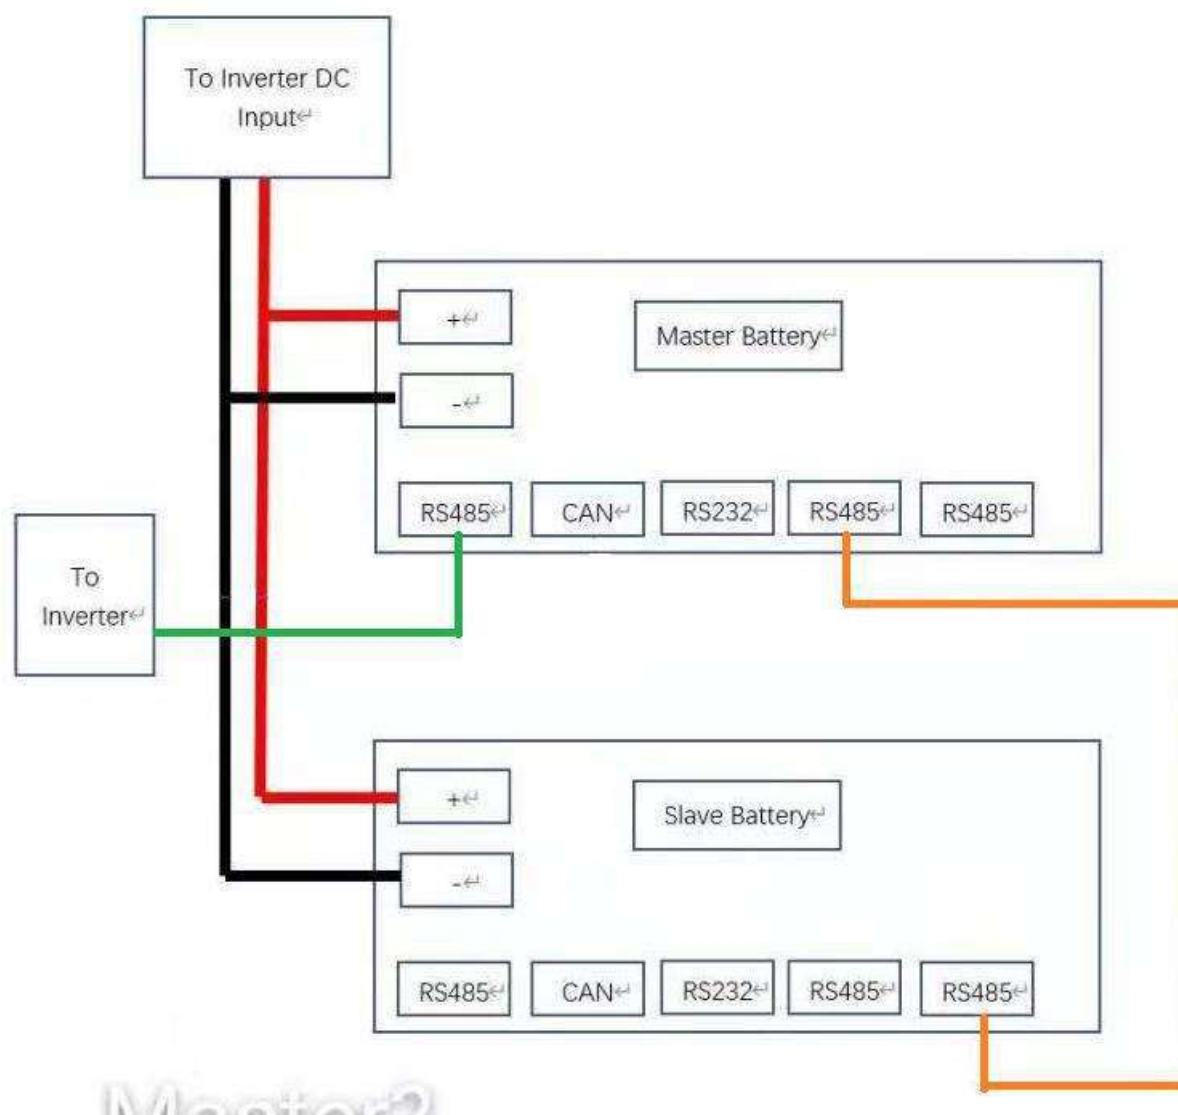 To Inverter DC
Input↵
+↵
Master Battery↵
-↵
RS485↵ CAN↵ RS232↵ RS485↵ RS485↵
To
Inverter↵
+↵
Slave Battery↵
-↵
RS485↵ CAN↵ RS232↵ RS485↵ RS485↵